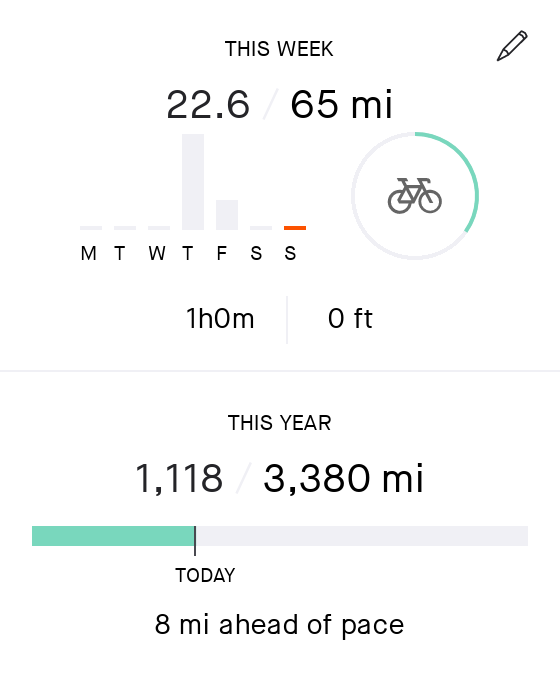 THIS WEEK
22.6 / 65 mi
M T W T F S S
1h0m 0 ft
THIS YEAR
1,118 / 3,380 mi
TODAY
8 mi ahead of pace